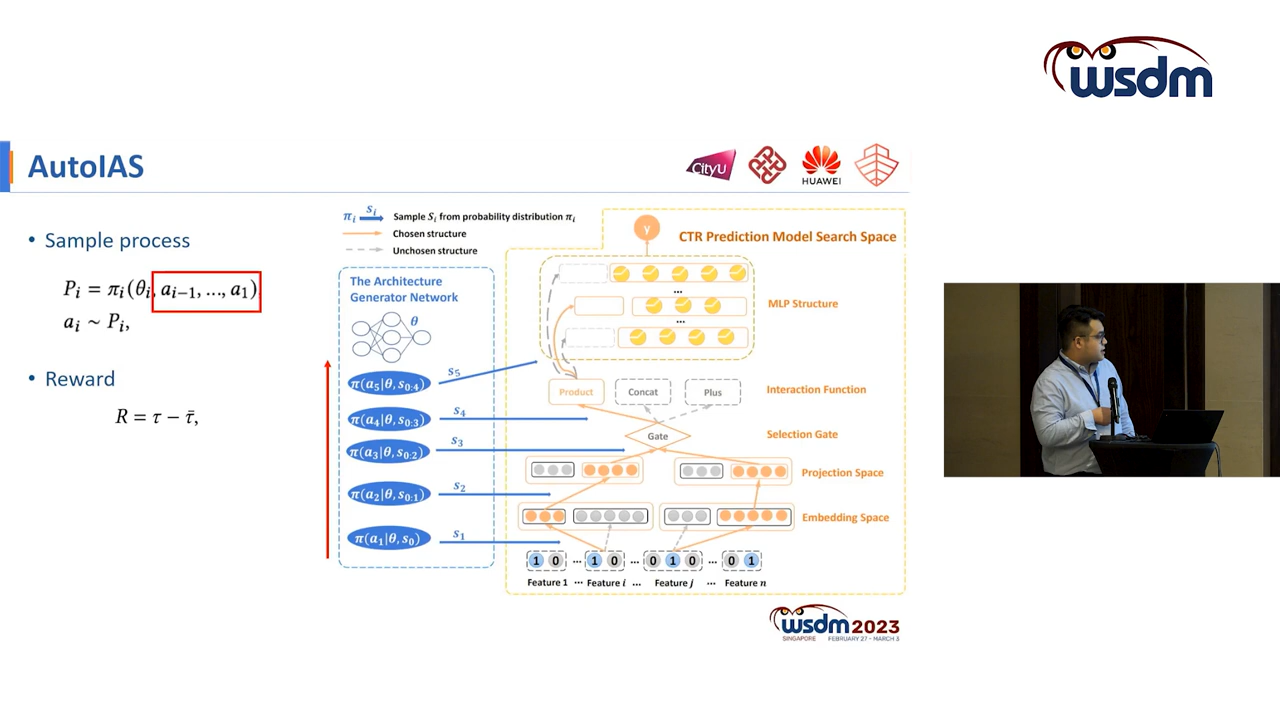 wsdm
AutoIAS
CityU
HUAWEI
• Sample process
P_i = π_i(θ_i, a_{i−1}, ..., a_1)
a_i ~ P_i,
• Reward
R = τ − τ̄,
π_i S_i Sample S_i from probability distribution π_i
Chosen structure
Unchosen structure
The Architecture
Generator Network
θ
π(a_5|θ, s_{0:4}) s_5
π(a_4|θ, s_{0:3}) s_4
π(a_3|θ, s_{0:2}) s_3
π(a_2|θ, s_{0:1}) s_2
π(a_1|θ, s_0) s_1
y
CTR Prediction Model Search Space
...
MLP Structure
...
Product Concat Plus Interaction Function
Gate Selection Gate
Projection Space
Embedding Space
1 0 ... 1 0 ... 0 1 0 ... 0 1
Feature 1 ... Feature i ... Feature j ... Feature n
wsdm 2023
SINGAPORE FEBRUARY 27 - MARCH 3